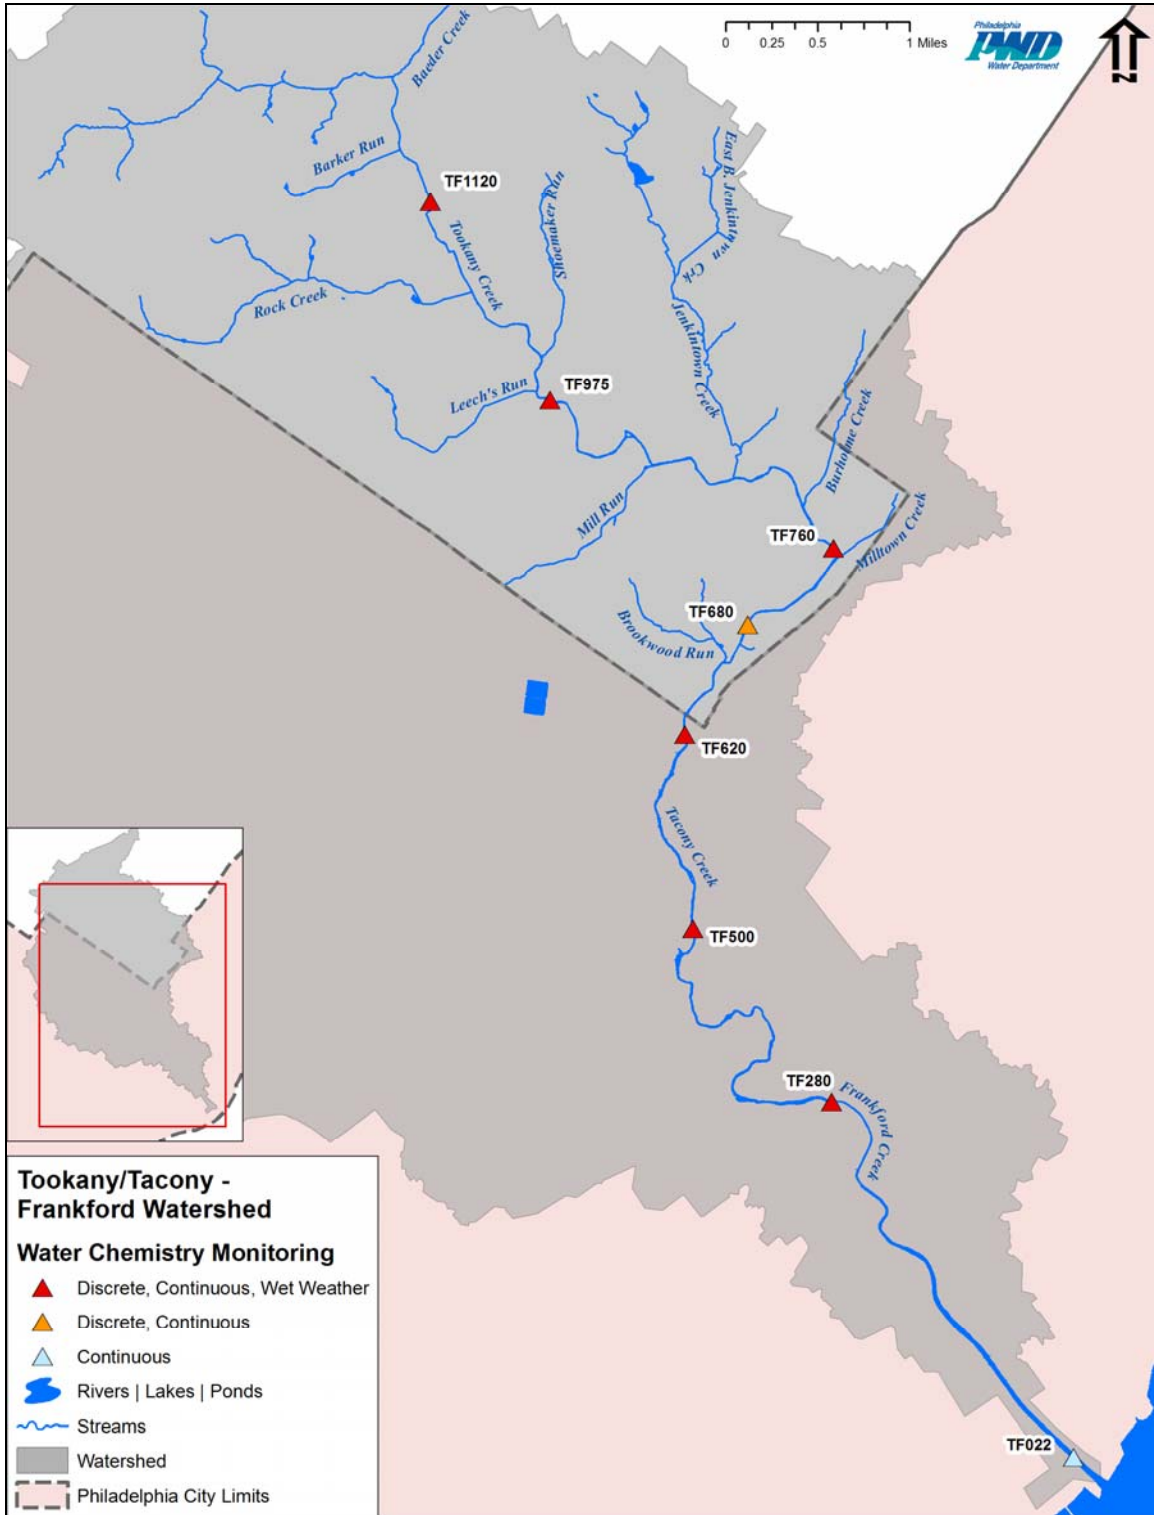 0 0.25 0.5 1 Miles
Philadelphia
PWD
Water Department
N
Baeder Creek
Barker Run
TF1120
East B. Jenkintown Crk
Shoemaker Run
Tookany Creek
Rock Creek
Jenkintown Creek
TF975
Leech's Run
Burholme Creek
Mill Run
TF760
Milltown Creek
TF680
Brookwood Run
TF620
Tacony Creek
TF500
TF280
Frankford Creek
TF022
Tookany/Tacony -
Frankford Watershed
Water Chemistry Monitoring
Discrete, Continuous, Wet Weather
Discrete, Continuous
Continuous
Rivers | Lakes | Ponds
Streams
Watershed
Philadelphia City Limits